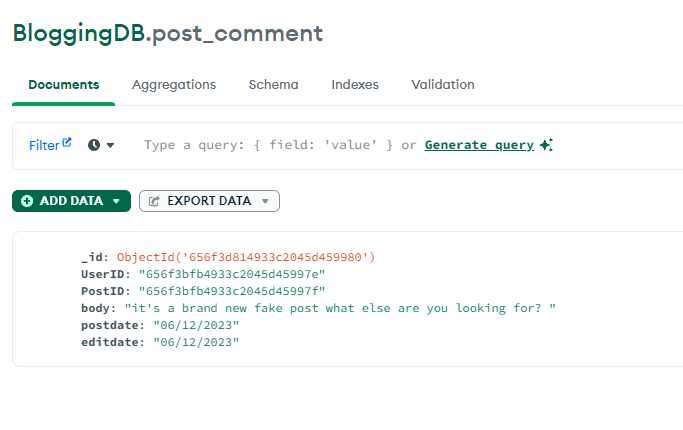 BloggingDB.post_comment
Documents Aggregations Schema Indexes Validation
Filter Type a query: { field: 'value' } or Generate query
ADD DATA EXPORT DATA
_id: ObjectId('656f3d814933c2045d459980')
UserID: "656f3bfb4933c2045d45997e"
PostID: "656f3bfb4933c2045d45997f"
body: "it's a brand new fake post what else are you looking for? "
postdate: "06/12/2023"
editdate: "06/12/2023"